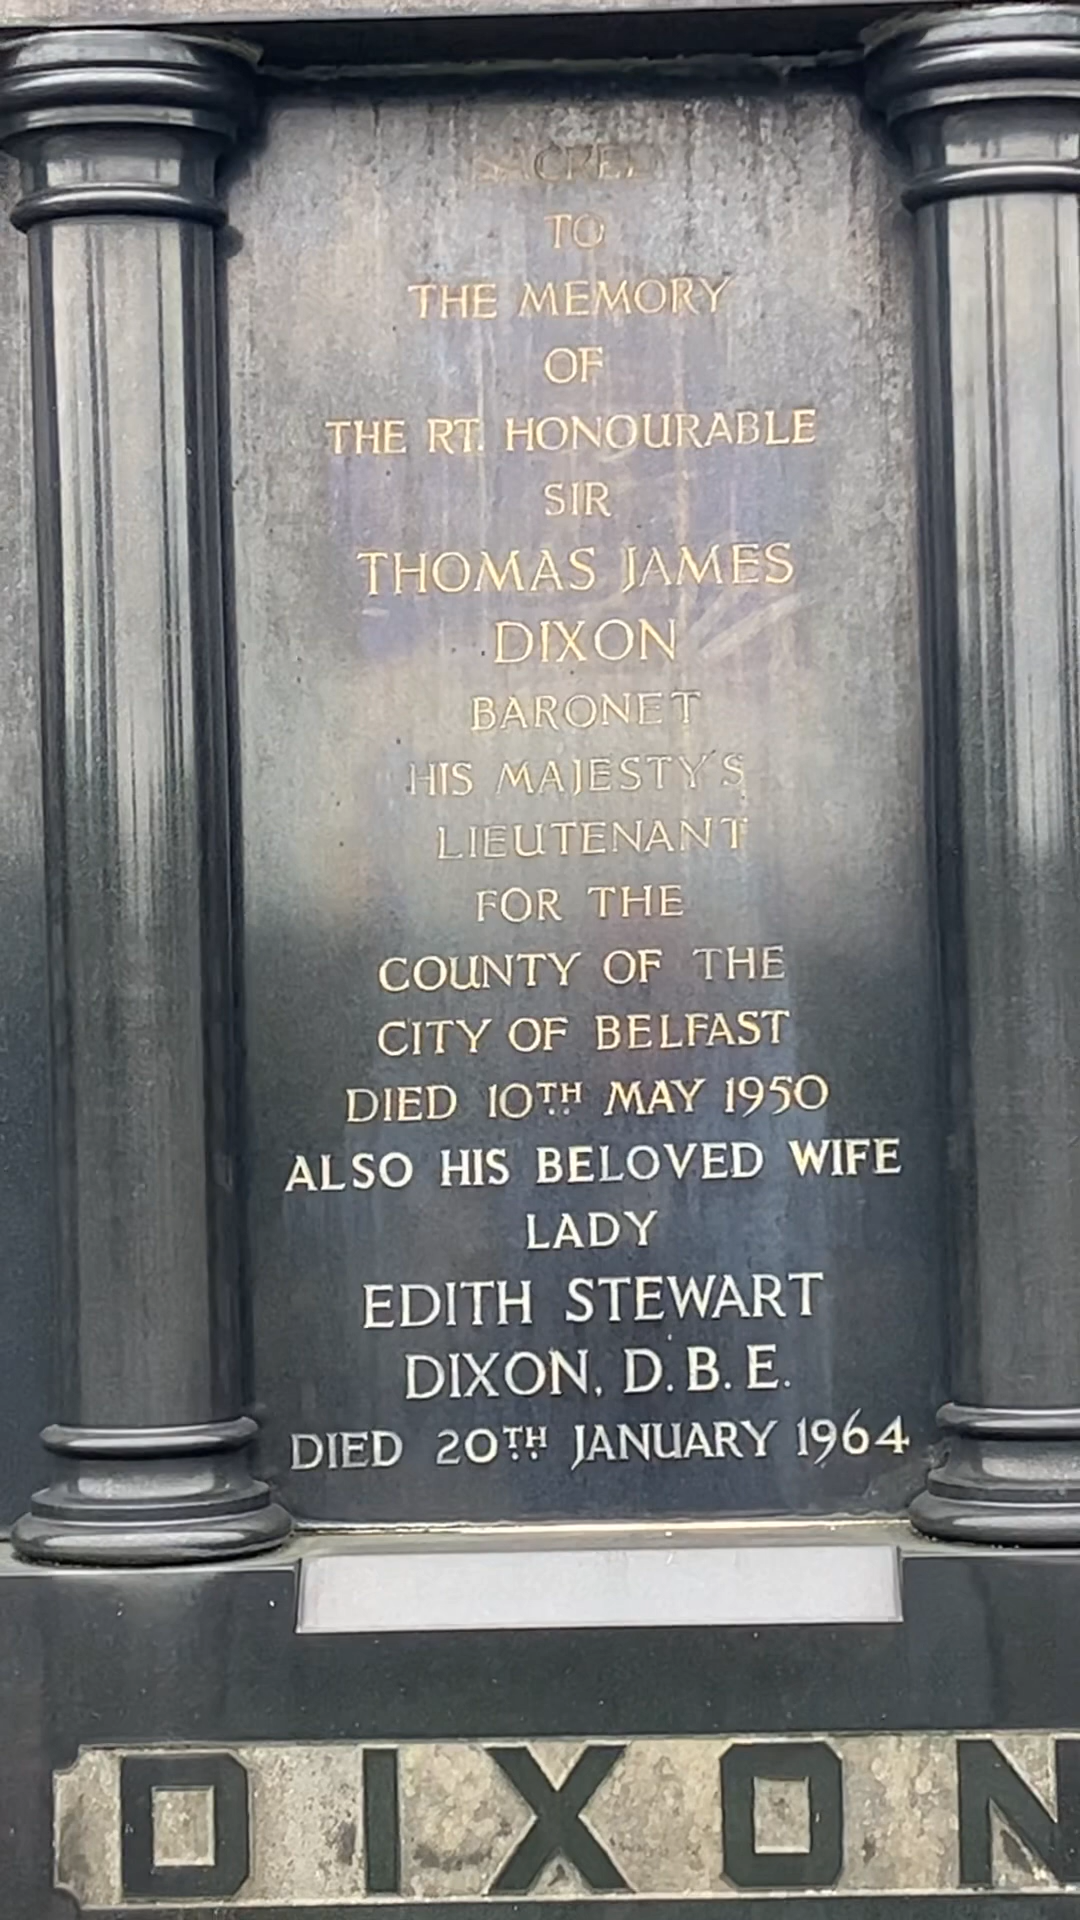 SACRED
TO
THE MEMORY
OF
THE RT. HONOURABLE
SIR
THOMAS JAMES
DIXON
BARONET
HIS MAJESTY'S
LIEUTENANT
FOR THE
COUNTY OF THE
CITY OF BELFAST
DIED 10TH MAY 1950
ALSO HIS BELOVED WIFE
LADY
EDITH STEWART
DIXON, D.B.E.
DIED 20TH JANUARY 1964
DIXON